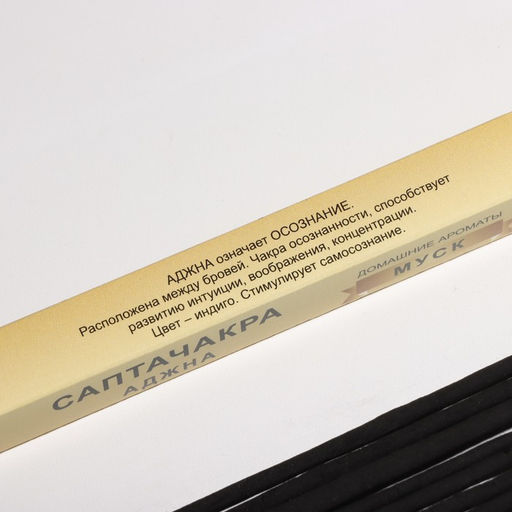 АДЖНА означает ОСОЗНАНИЕ.
Расположена между бровей. Чакра осознанности, способствует
развитию интуиции, воображения, концентрации.
Цвет – индиго. Стимулирует самосознание.
САПТАЧАКРА
АДЖНА
ДОМАШНИЕ АРОМАТЫ
МУСК